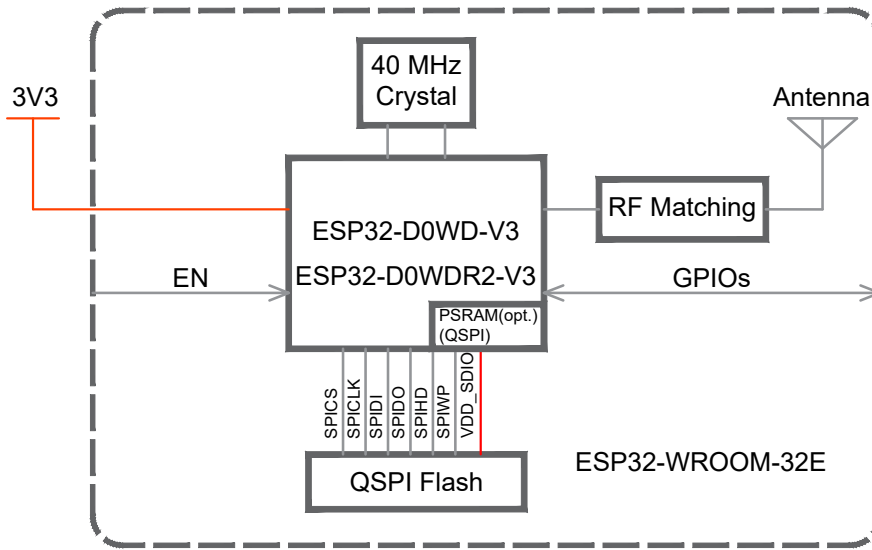 40 MHz
Crystal
3V3
Antenna
RF Matching
ESP32-D0WD-V3
ESP32-D0WDR2-V3
EN
GPIOs
PSRAM(opt.)
(QSPI)
SPICS
SPICLK
SPIDI
SPIDO
SPIHD
SPIWP
VDD_SDIO
QSPI Flash
ESP32-WROOM-32E